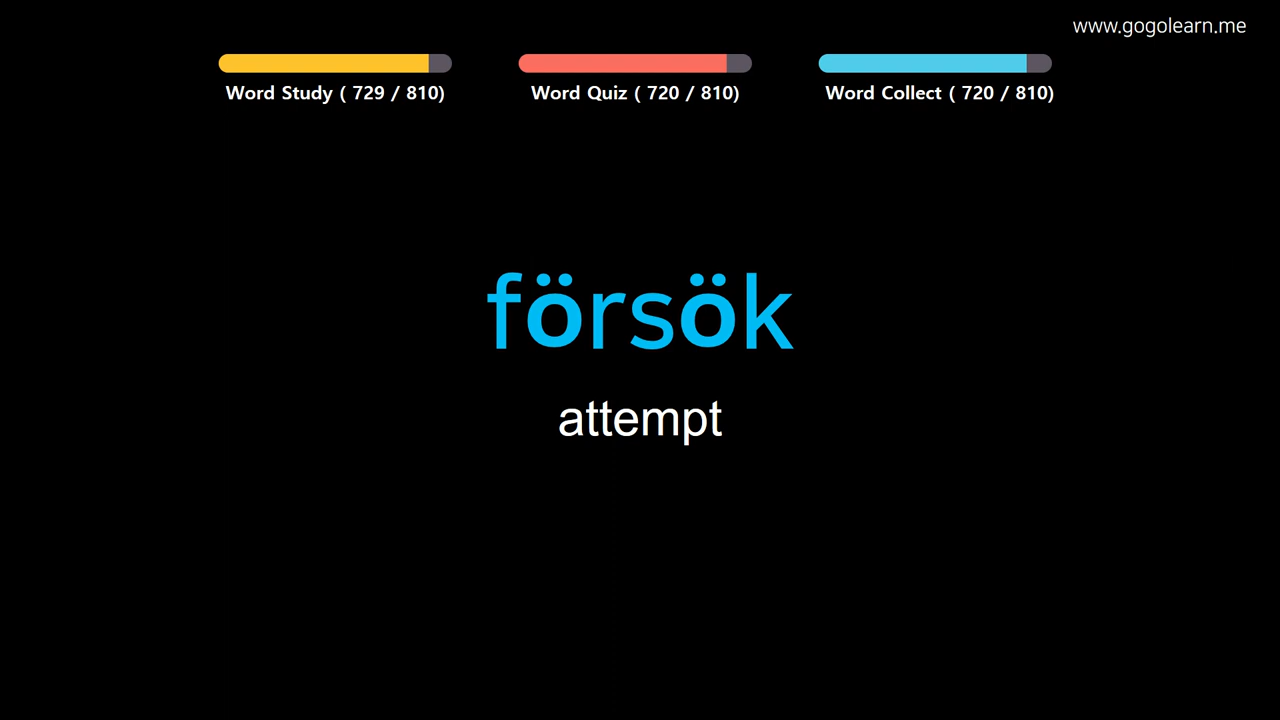 www.gogolearn.me
Word Study ( 729 / 810)
Word Quiz ( 720 / 810)
Word Collect ( 720 / 810)
försök
attempt